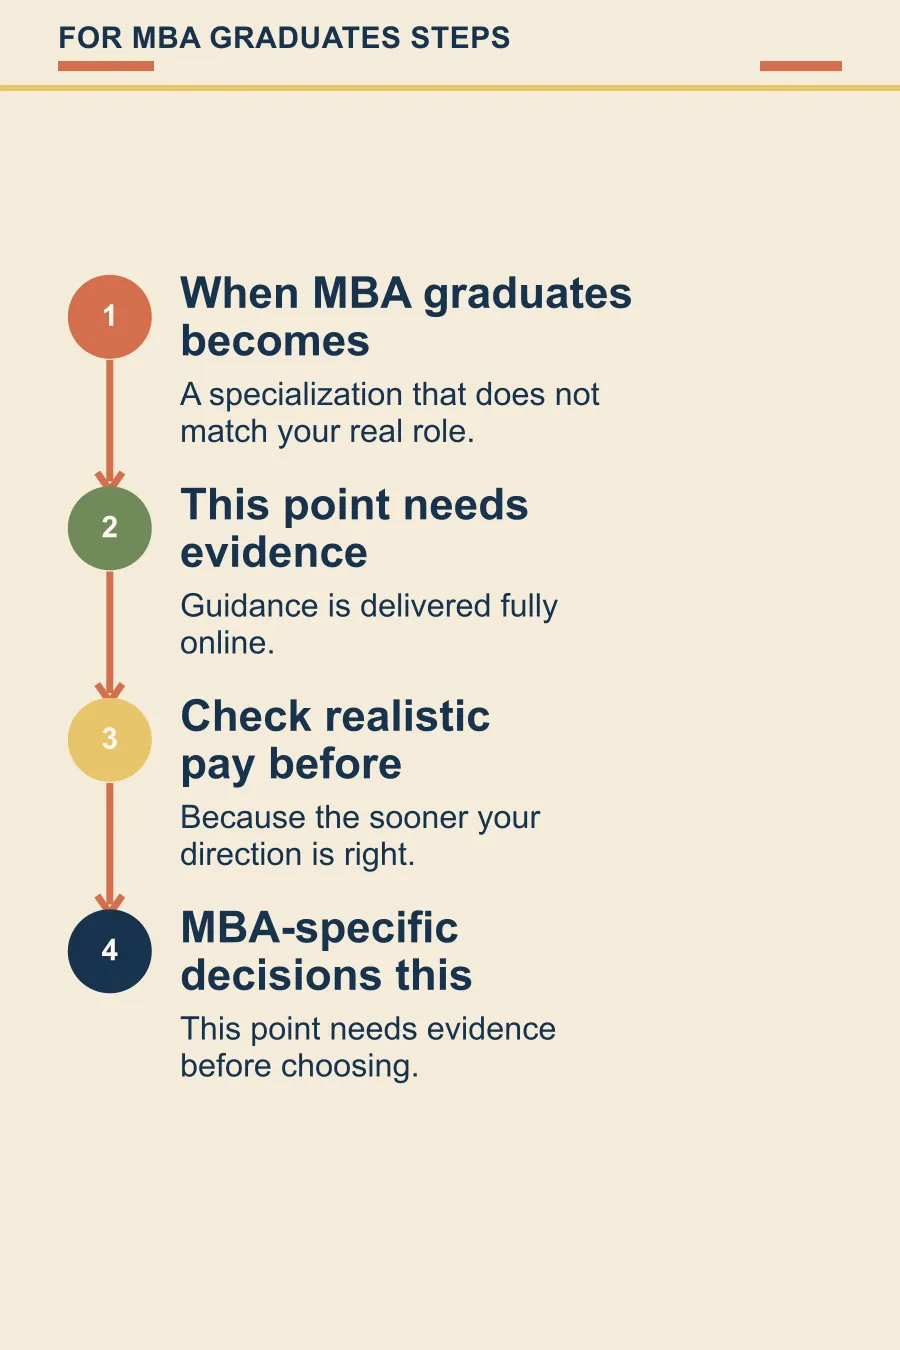 FOR MBA GRADUATES STEPS
1
When MBA graduates
becomes
A specialization that does not
match your real role.
2
This point needs
evidence
Guidance is delivered fully
online.
3
Check realistic
pay before
Because the sooner your
direction is right.
4
MBA-specific
decisions this
This point needs evidence
before choosing.